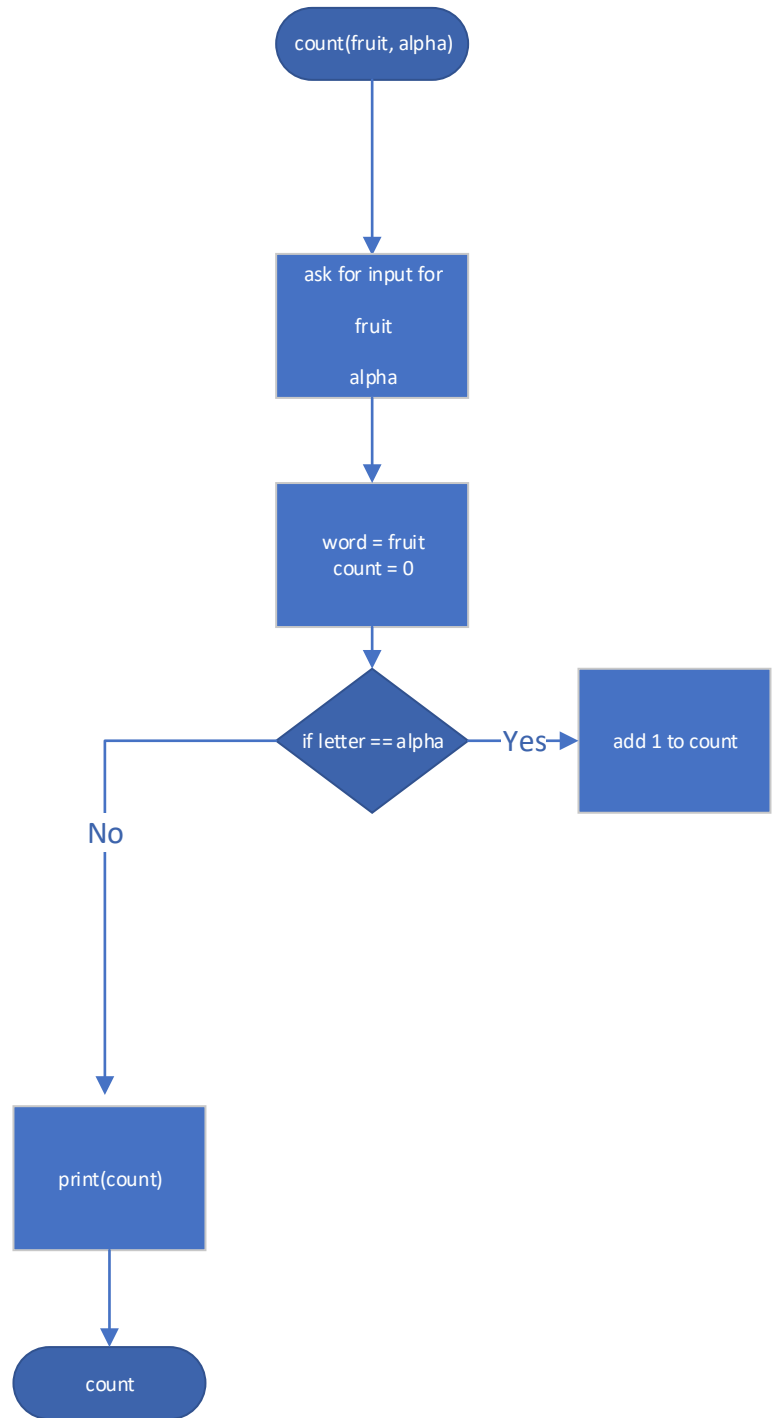 count(fruit, alpha)
ask for input for
fruit
alpha
word = fruit
count = 0
if letter == alpha
Yes
add 1 to count
No
print(count)
count